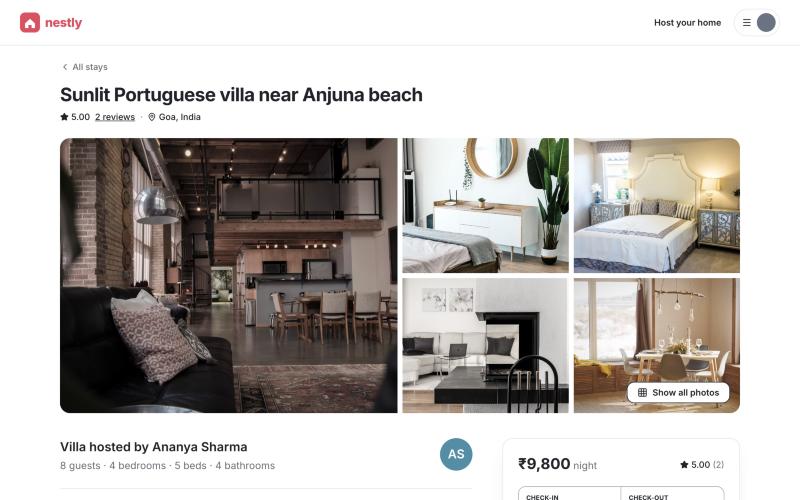 nestly
Host your home
All stays
Sunlit Portuguese villa near Anjuna beach
5.00 2 reviews · Goa, India
Show all photos
Villa hosted by Ananya Sharma
8 guests · 4 bedrooms · 5 beds · 4 bathrooms
AS
₹9,800 night
5.00 (2)
CHECK-IN
CHECK-OUT